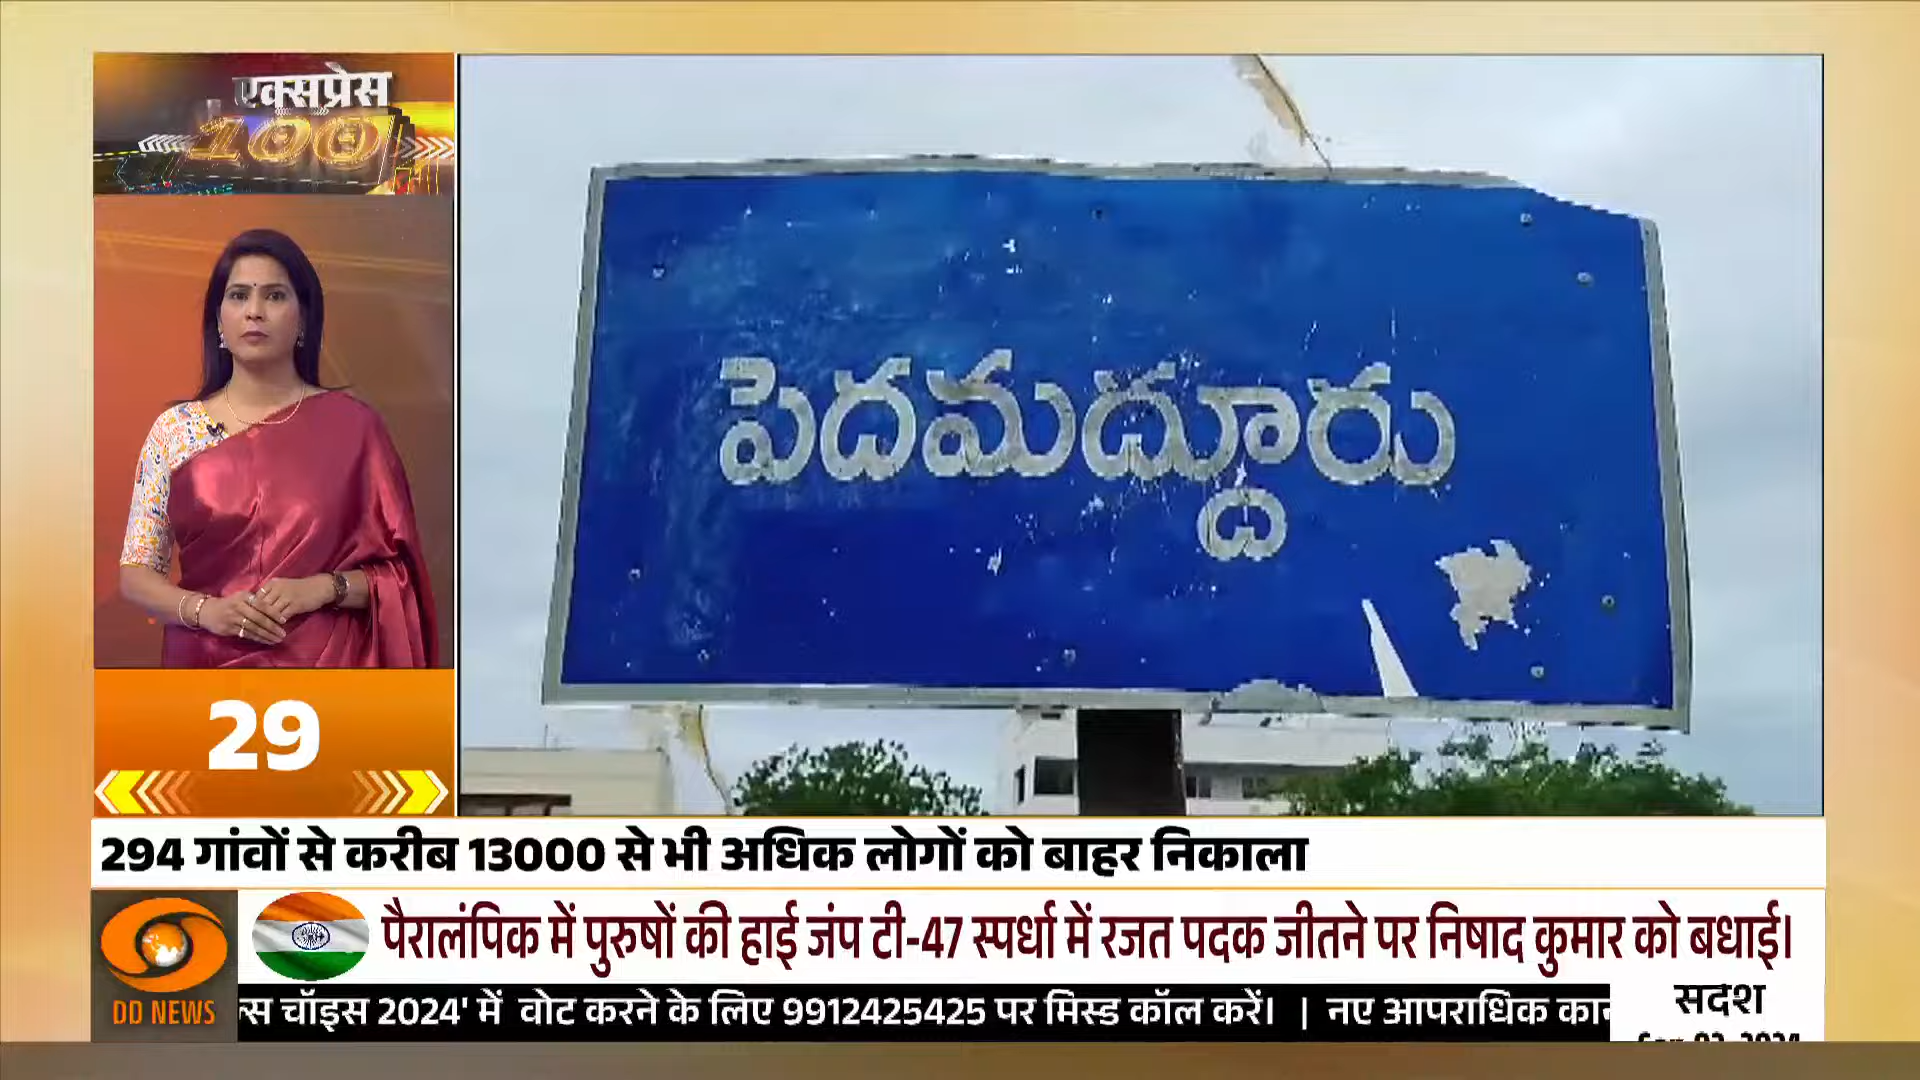 एक्सप्रेस
100
పెదమద్దూరు
29
294 गांवों से करीब 13000 से भी अधिक लोगों को बाहर निकाला
पैरालंपिक में पुरुषों की हाई जंप टी-47 स्पर्धा में रजत पदक जीतने पर निषाद कुमार को बधाई।
DD NEWS
स चॉइस 2024' में वोट करने के लिए 9912425425 पर मिस्ड कॉल करें। | नए आपराधिक